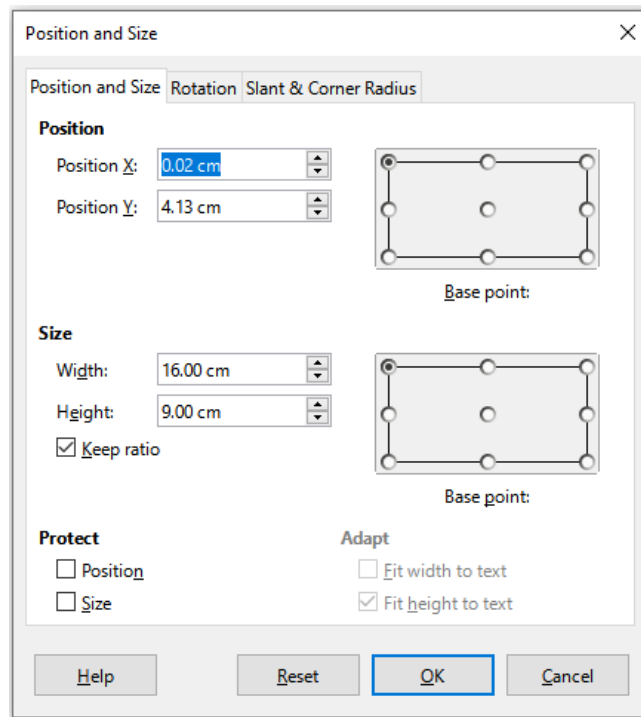 Position and Size
Position and Size Rotation Slant & Corner Radius
Position
Position X: 0.02 cm
Position Y: 4.13 cm
Base point:
Size
Width: 16.00 cm
Height: 9.00 cm
Keep ratio
Base point:
Protect Adapt
Position Fit width to text
Size Fit height to text
Help Reset OK Cancel